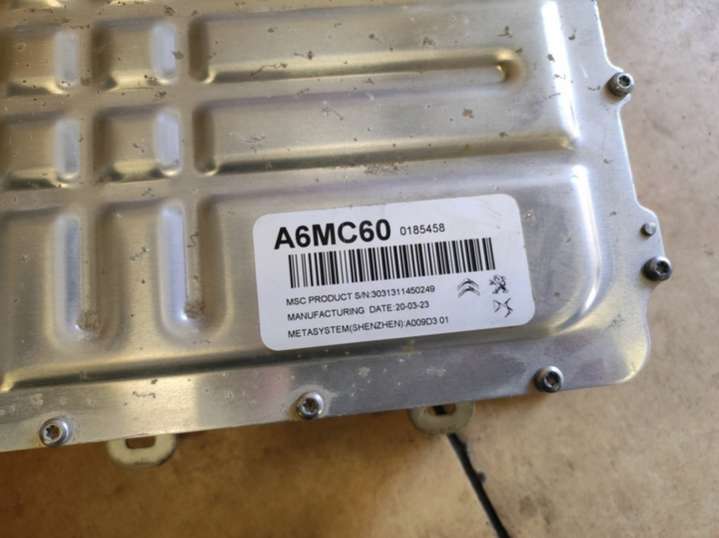 A6MC60 0185458
MSC PRODUCT S/N:3031311450249
MANUFACTURING DATE:20-03-23
METASYSTEM(SHENZHEN):A009D3 01